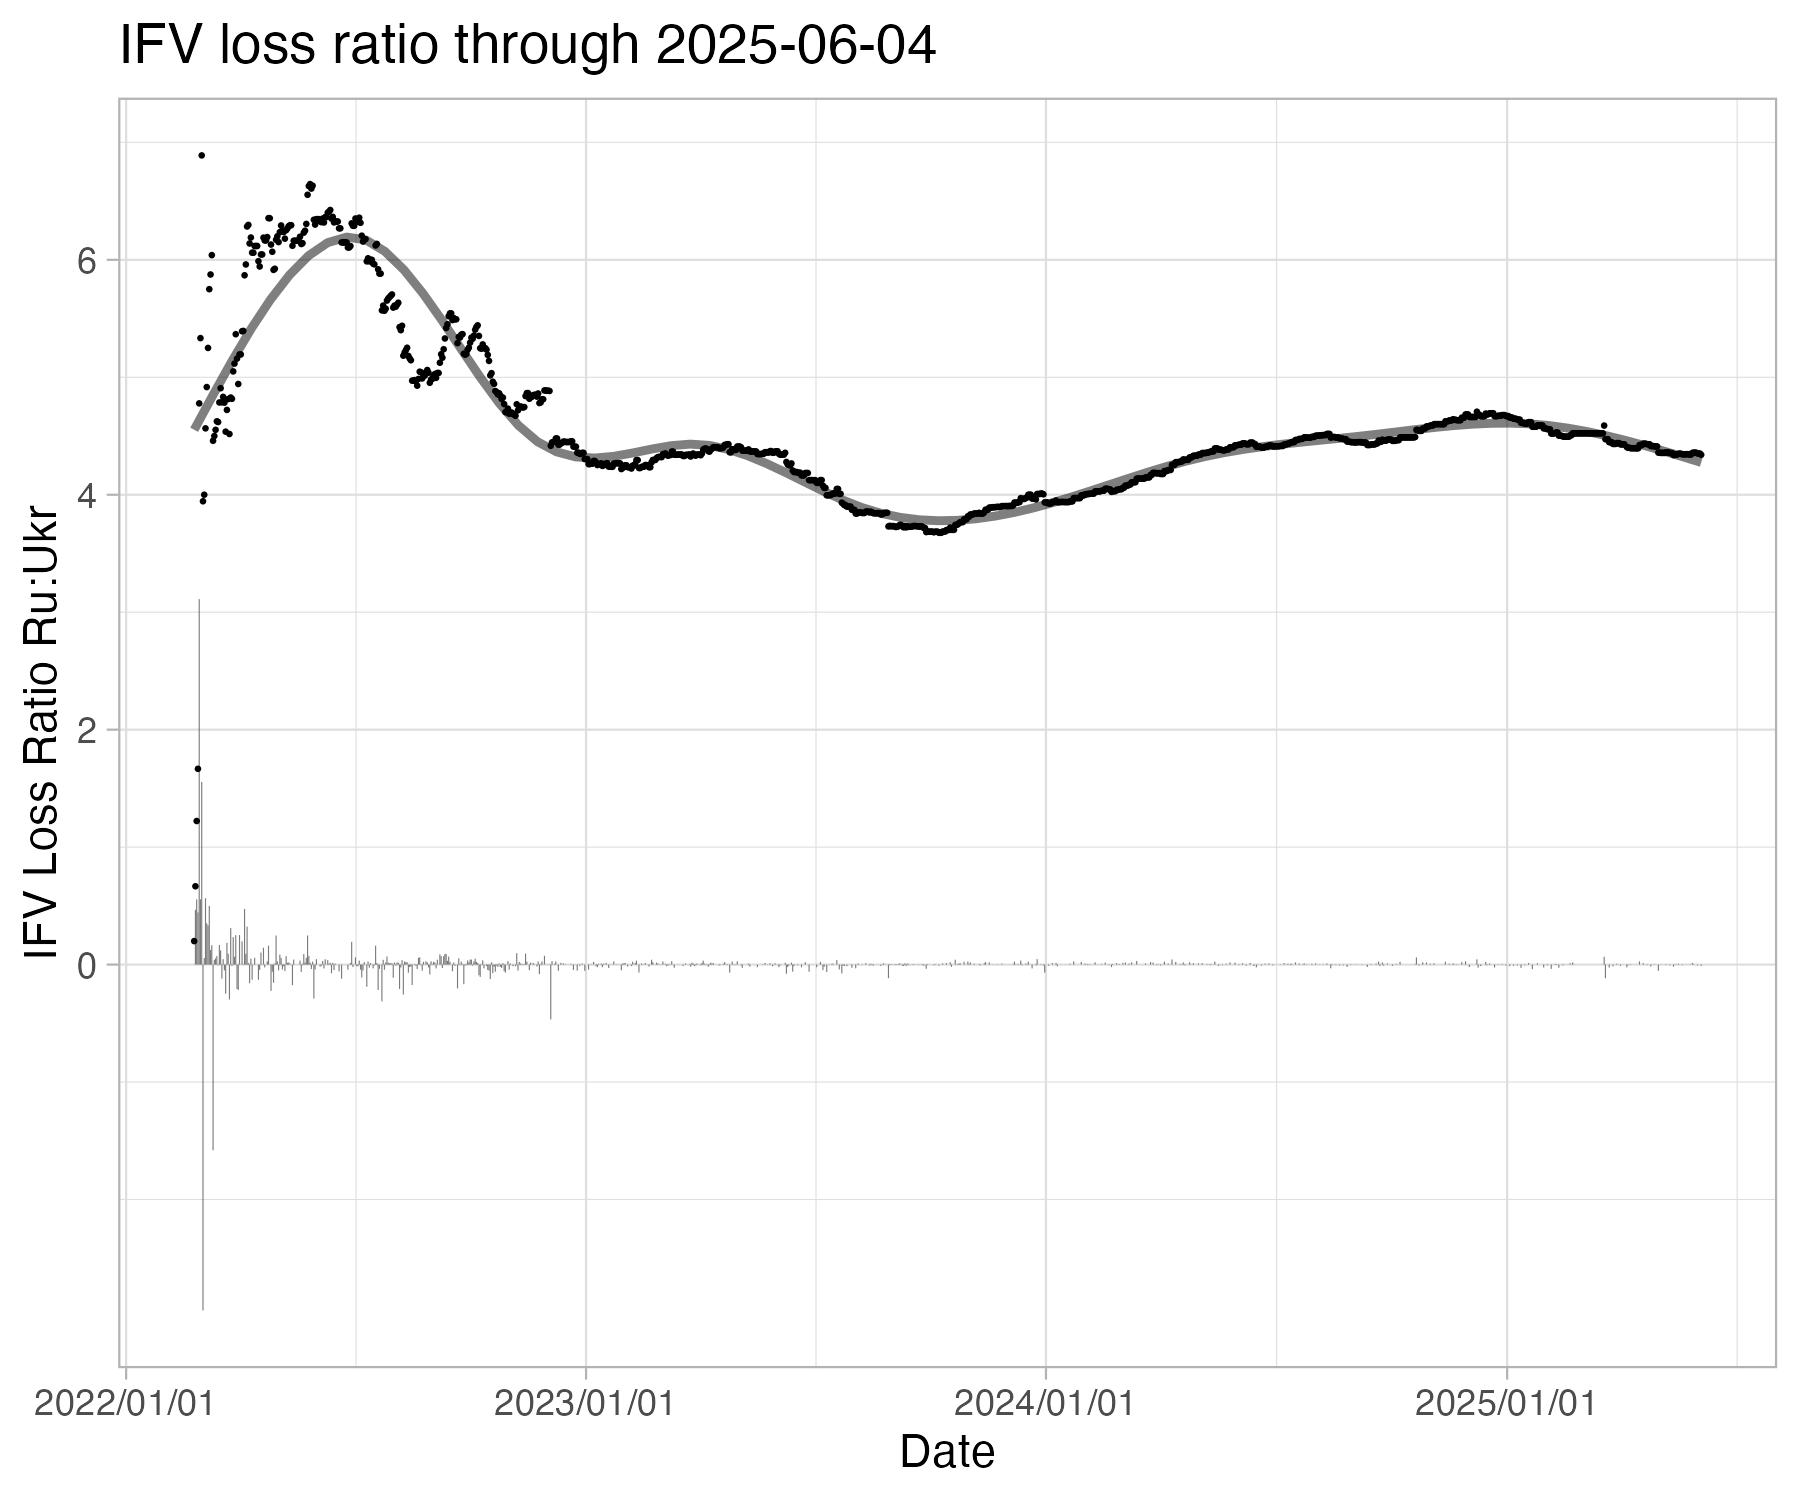 IFV loss ratio through 2025-06-04
IFV Loss Ratio Ru:Ukr
6
4
2
0
2022/01/01
2023/01/01
2024/01/01
2025/01/01
Date